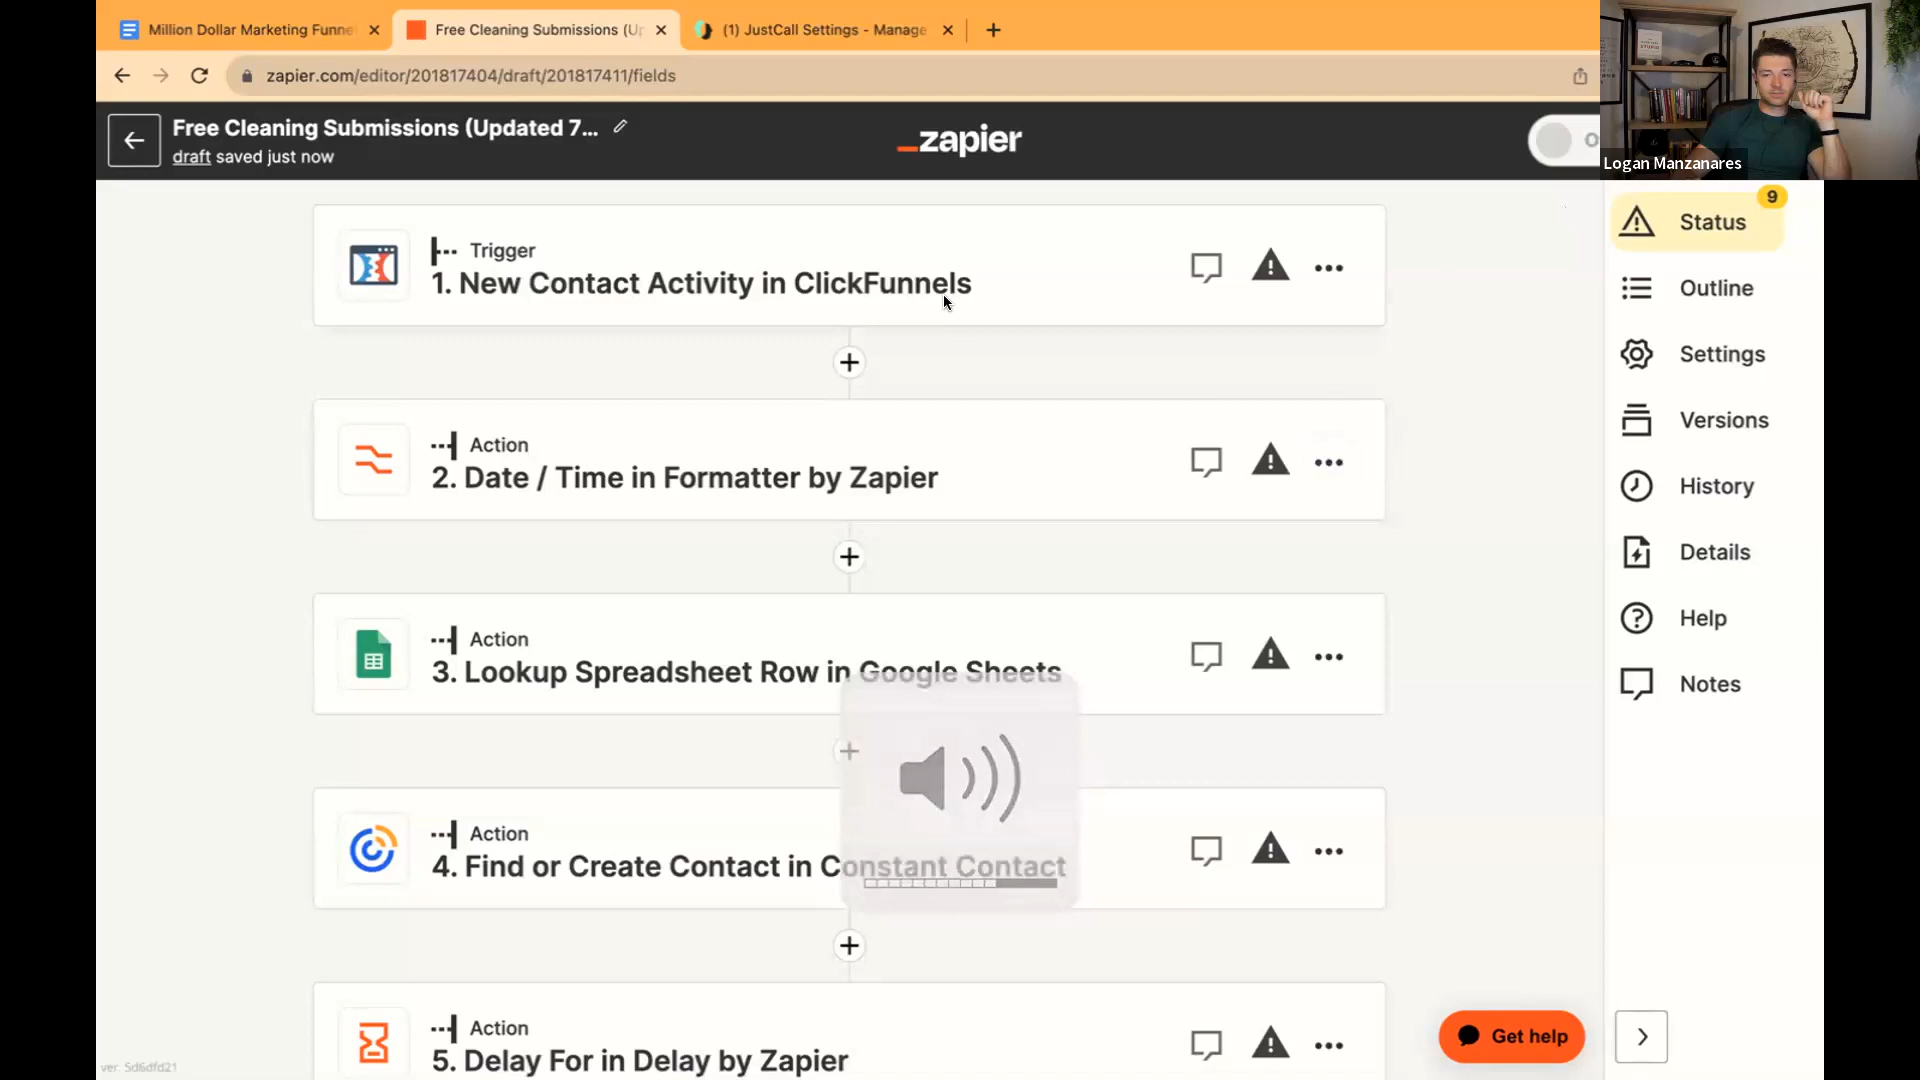 Million Dollar Marketing Funne
Free Cleaning Submissions (U
(1) JustCall Settings - Manage
zapier.com/editor/201817404/draft/201817411/fields
Free Cleaning Submissions (Updated 7...
draft saved just now
zapier
Logan Manzanares
Trigger
1. New Contact Activity in ClickFunnels
Action
2. Date / Time in Formatter by Zapier
Action
3. Lookup Spreadsheet Row in Google Sheets
Action
4. Find or Create Contact in Constant Contact
Action
5. Delay For in Delay by Zapier
9
Status
Outline
Settings
Versions
History
Details
Help
Notes
Get help
ver. 5d6dfd21